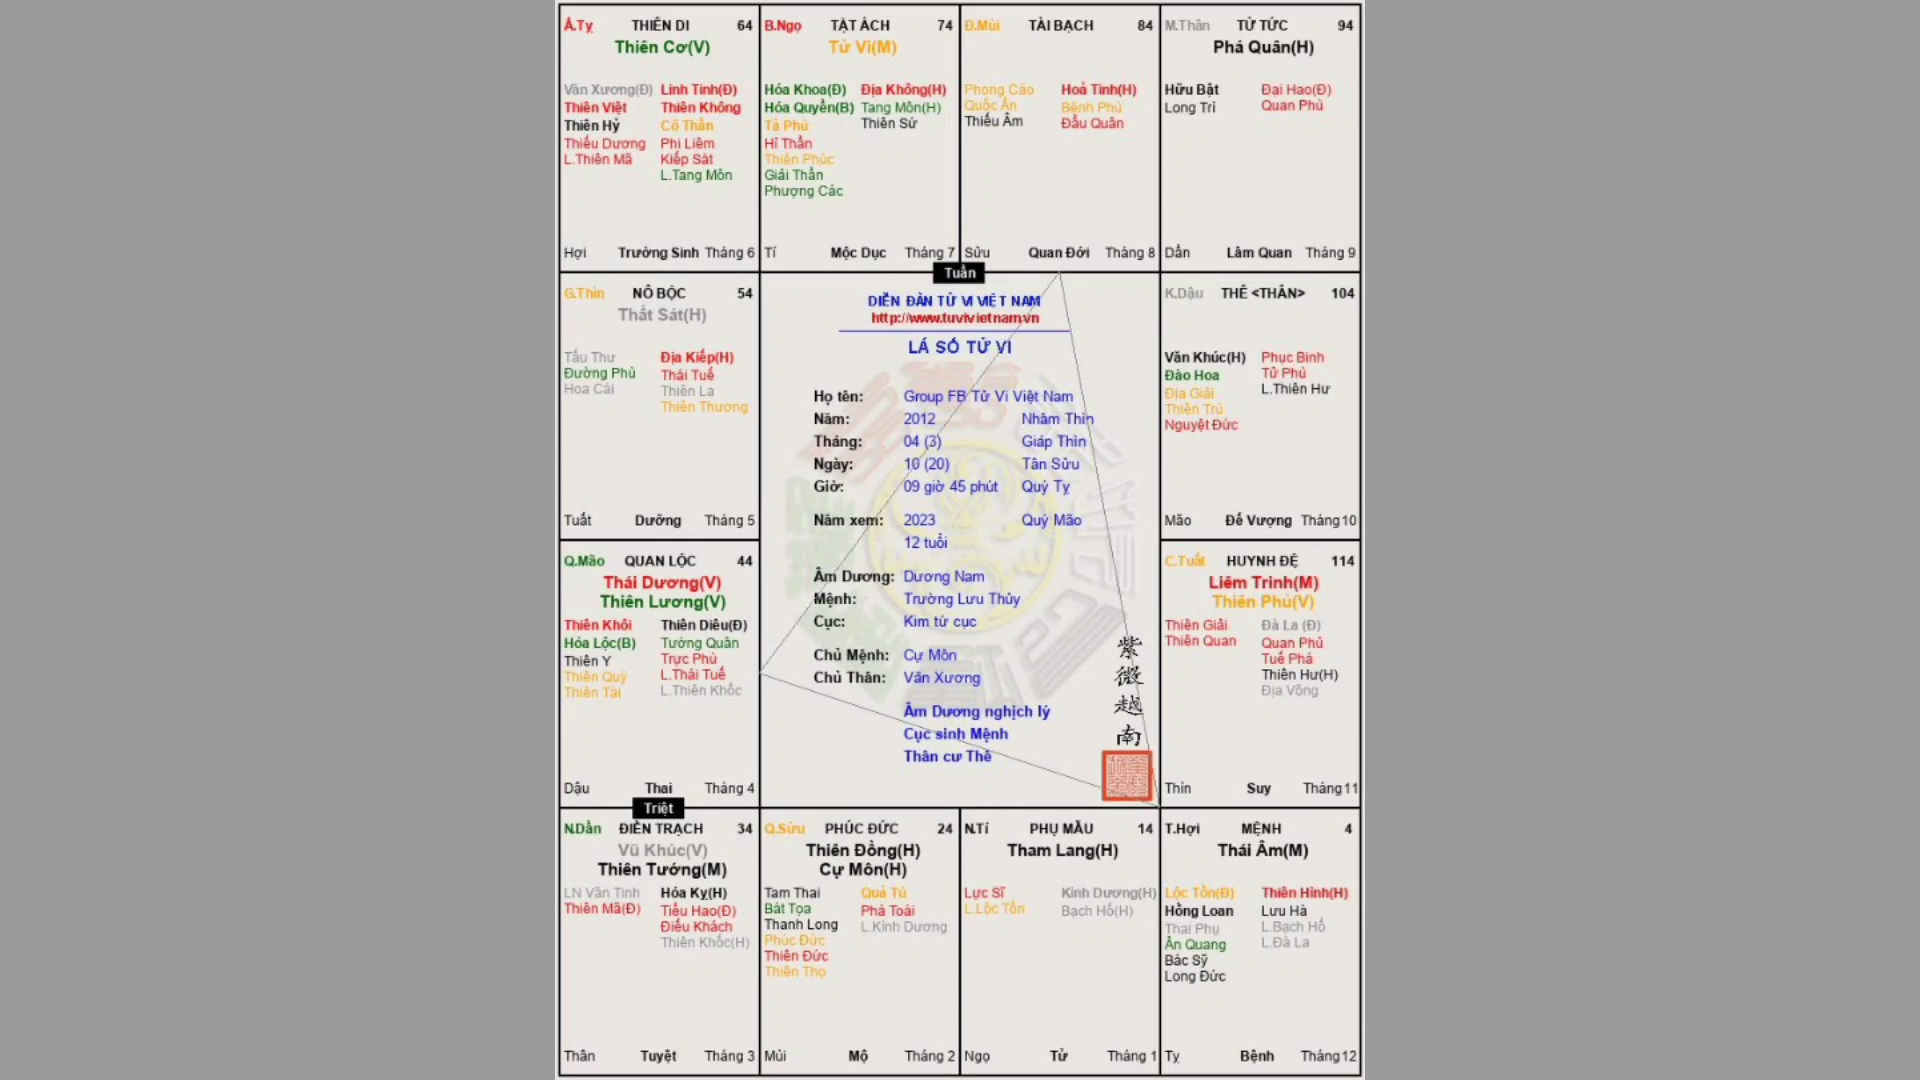 Ấ.Tỵ THIÊN DI 64
Thiên Cơ(V)
Văn Xương(Đ) Linh Tinh(Đ)
Thiên Việt Thiên Không
Thiên Hỷ Cô Thần
Thiếu Dương Phi Liêm
L.Thiên Mã Kiếp Sát
L.Tang Môn
Hợi Trường Sinh Tháng 6
B.Ngọ TẬT ÁCH 74
Tử Vi(M)
Hóa Khoa(Đ) Địa Không(H)
Hóa Quyền(B) Tang Môn(H)
Tả Phù Thiên Sứ
Hỉ Thần
Thiên Phúc
Giải Thần
Phượng Các
Tí Mộc Dục Tháng 7
Đ.Mùi TÀI BẠCH 84
Phong Cáo Hoả Tinh(H)
Quốc Ấn Bệnh Phù
Thiếu Âm Đẩu Quân
Sửu Quan Đới Tháng 8
M.Thân TỬ TỨC 94
Phá Quân(H)
Hữu Bật Đại Hao(Đ)
Long Trì Quan Phù
Dần Lâm Quan Tháng 9
Tuần
G.Thìn NÔ BỘC 54
Thất Sát(H)
Tấu Thư Địa Kiếp(H)
Đường Phù Thái Tuế
Hoa Cái Thiên La
Thiên Thương
Tuất Dưỡng Tháng 5
DIỄN ĐÀN TỬ VI VIỆT NAM
http://www.tuvivietnam.vn
LÁ SỐ TỬ VI
Họ tên: Group FB Tử Vi Việt Nam
Năm: 2012 Nhâm Thìn
Tháng: 04 (3) Giáp Thìn
Ngày: 10 (20) Tân Sửu
Giờ: 09 giờ 45 phút Quý Tỵ
Năm xem: 2023 Quý Mão
12 tuổi
Âm Dương: Dương Nam
Mệnh: Trường Lưu Thủy
Cục: Kim tứ cục
Chủ Mệnh: Cự Môn
Chủ Thân: Văn Xương
Âm Dương nghịch lý
Cục sinh Mệnh
Thân cư Thê
紫
微
越
南
K.Dậu THÊ <THÂN> 104
Văn Khúc(H) Phục Binh
Đào Hoa Tử Phù
Địa Giải L.Thiên Hư
Thiên Trù
Nguyệt Đức
Mão Đế Vượng Tháng 10
Q.Mão QUAN LỘC 44
Thái Dương(V)
Thiên Lương(V)
Thiên Khôi Thiên Diêu(Đ)
Hóa Lộc(B) Tướng Quân
Thiên Y Trực Phù
Thiên Quý L.Thái Tuế
Thiên Tài L.Thiên Khốc
Dậu Thai Tháng 4
C.Tuất HUYNH ĐỆ 114
Liêm Trinh(M)
Thiên Phủ(V)
Thiên Giải Đà La (Đ)
Thiên Quan Quan Phủ
Tuế Phá
Thiên Hư(H)
Địa Võng
Thìn Suy Tháng 11
Triệt
N.Dần ĐIỀN TRẠCH 34
Vũ Khúc(V)
Thiên Tướng(M)
LN Văn Tinh Hóa Kỵ(H)
Thiên Mã(Đ) Tiểu Hao(Đ)
Điếu Khách
Thiên Khốc(H)
Thân Tuyệt Tháng 3
Q.Sửu PHÚC ĐỨC 24
Thiên Đồng(H)
Cự Môn(H)
Tam Thai Quả Tú
Bát Tọa Phá Toái
Thanh Long L.Kình Dương
Phúc Đức
Thiên Đức
Thiên Thọ
Mùi Mộ Tháng 2
N.Tí PHỤ MẪU 14
Tham Lang(H)
Lực Sĩ Kình Dương(H)
L.Lộc Tồn Bạch Hổ(H)
Ngọ Tử Tháng 1
T.Hợi MỆNH 4
Thái Âm(M)
Lộc Tồn(Đ) Thiên Hình(H)
Hồng Loan Lưu Hà
Thai Phụ L.Bạch Hổ
Ân Quang L.Đà La
Bác Sỹ
Long Đức
Tỵ Bệnh Tháng 12